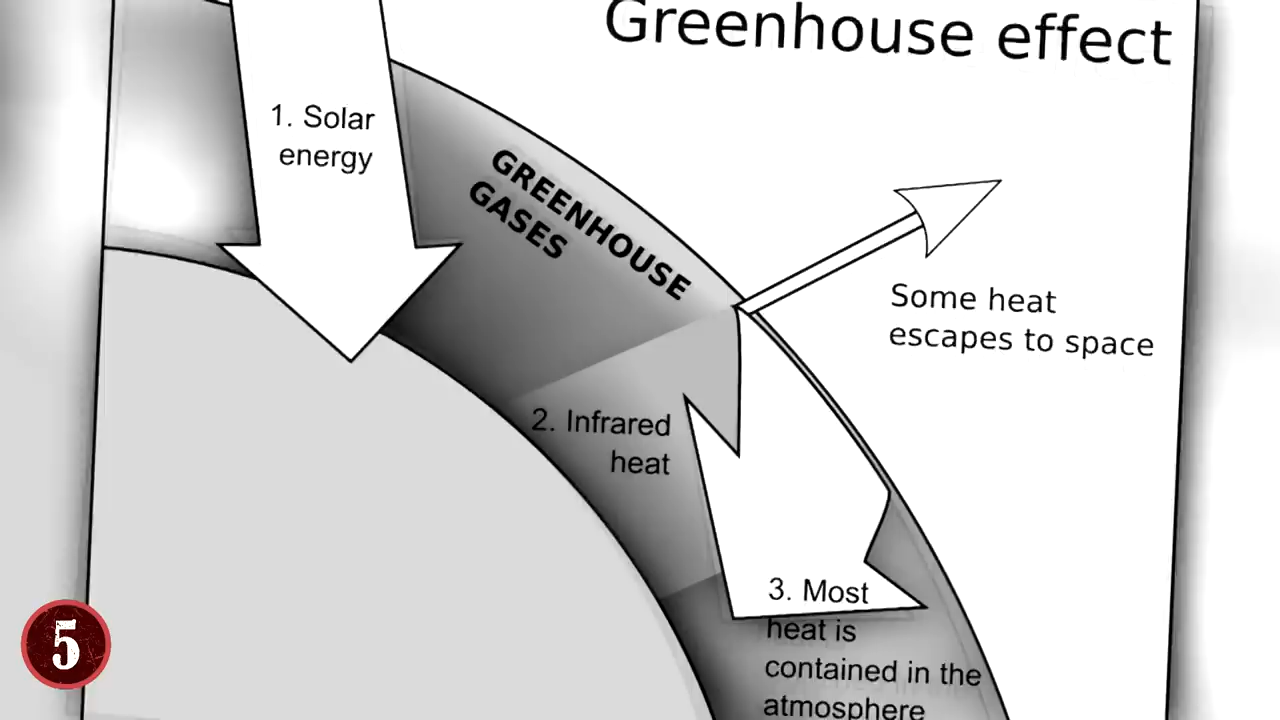 Greenhouse effect
1. Solar
energy
GREENHOUSE
GASES
Some heat
escapes to space
2. Infrared
heat
3. Most
heat is
contained in the
atmosphere
5